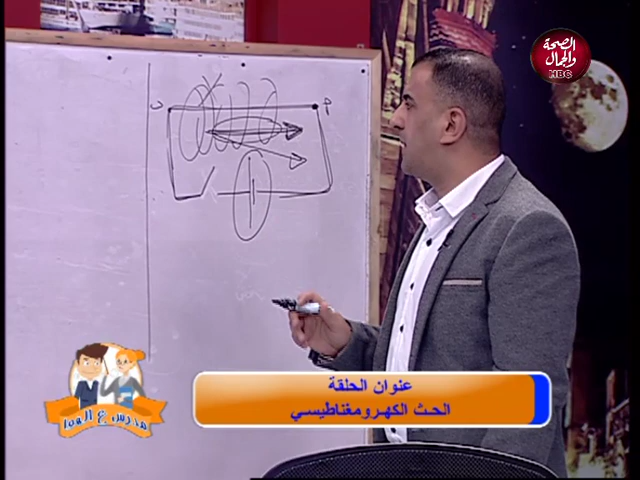 الصحة
والجمال
HBC
مدرس ع الهوا
عنوان الحلقة
الحث الكهرومغناطيسي